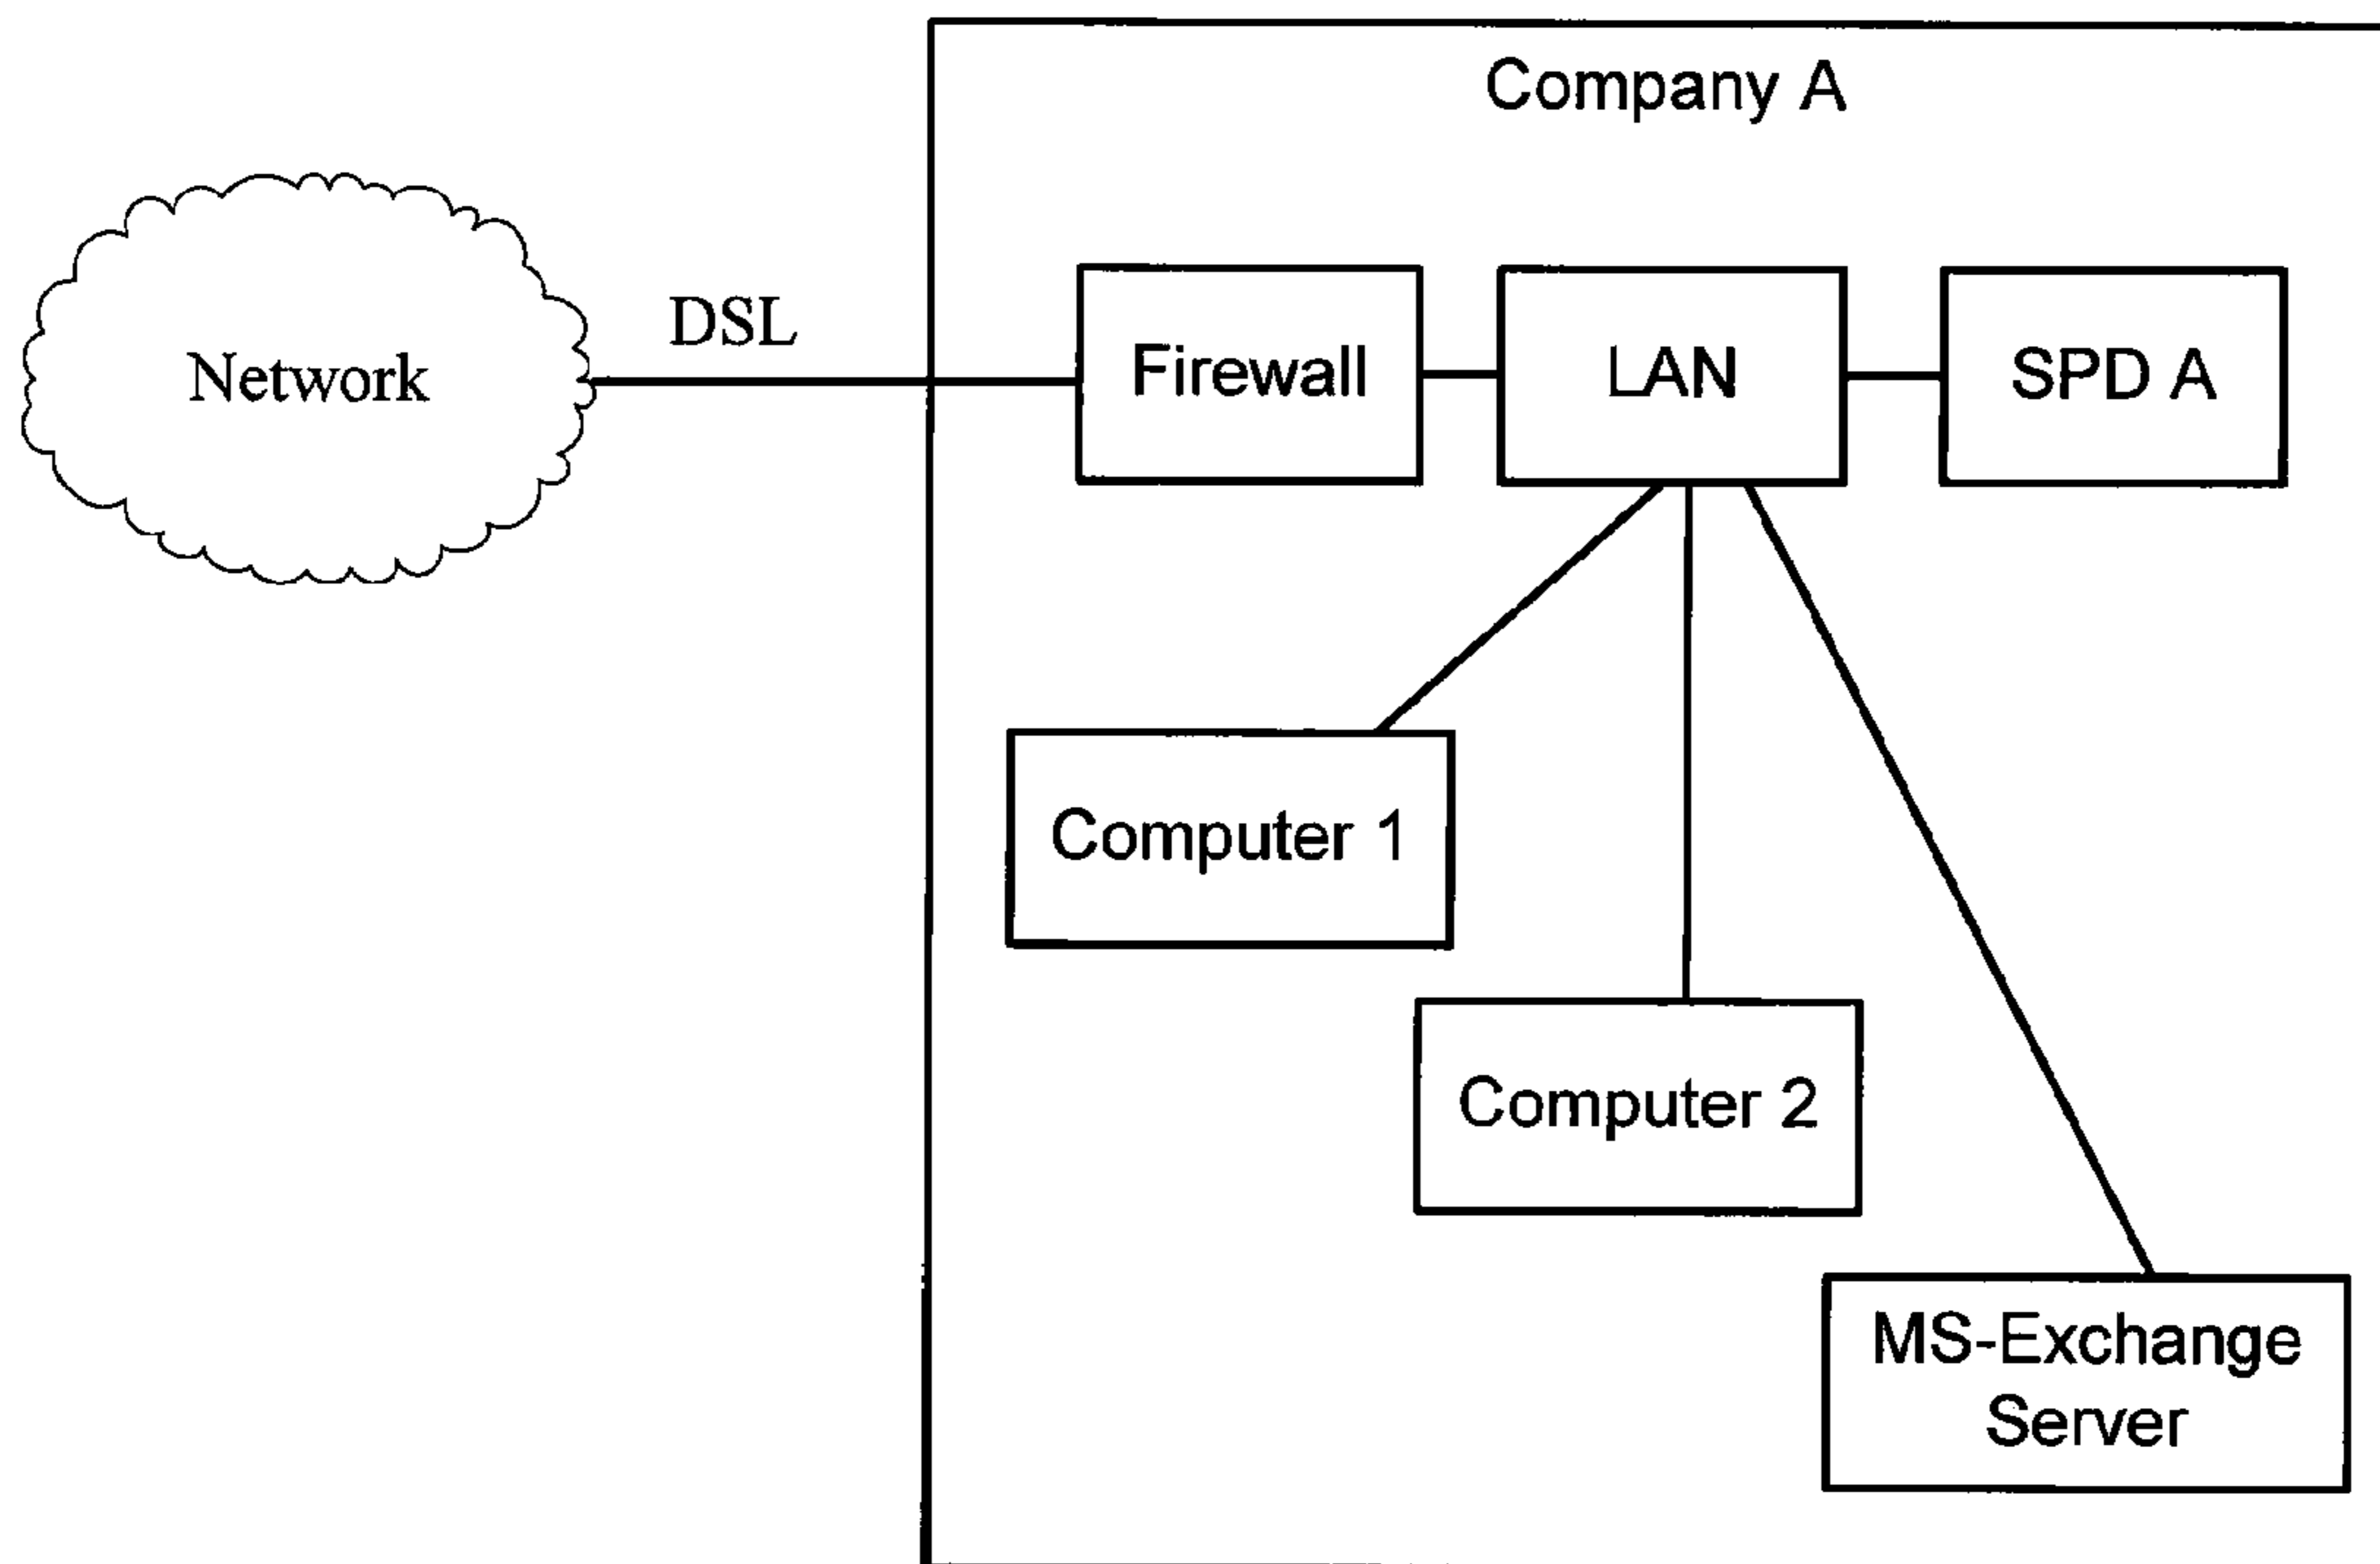 Company A
DSL
Network
Firewall
LAN
SPD A
Computer 1
Computer 2
MS-Exchange
Server